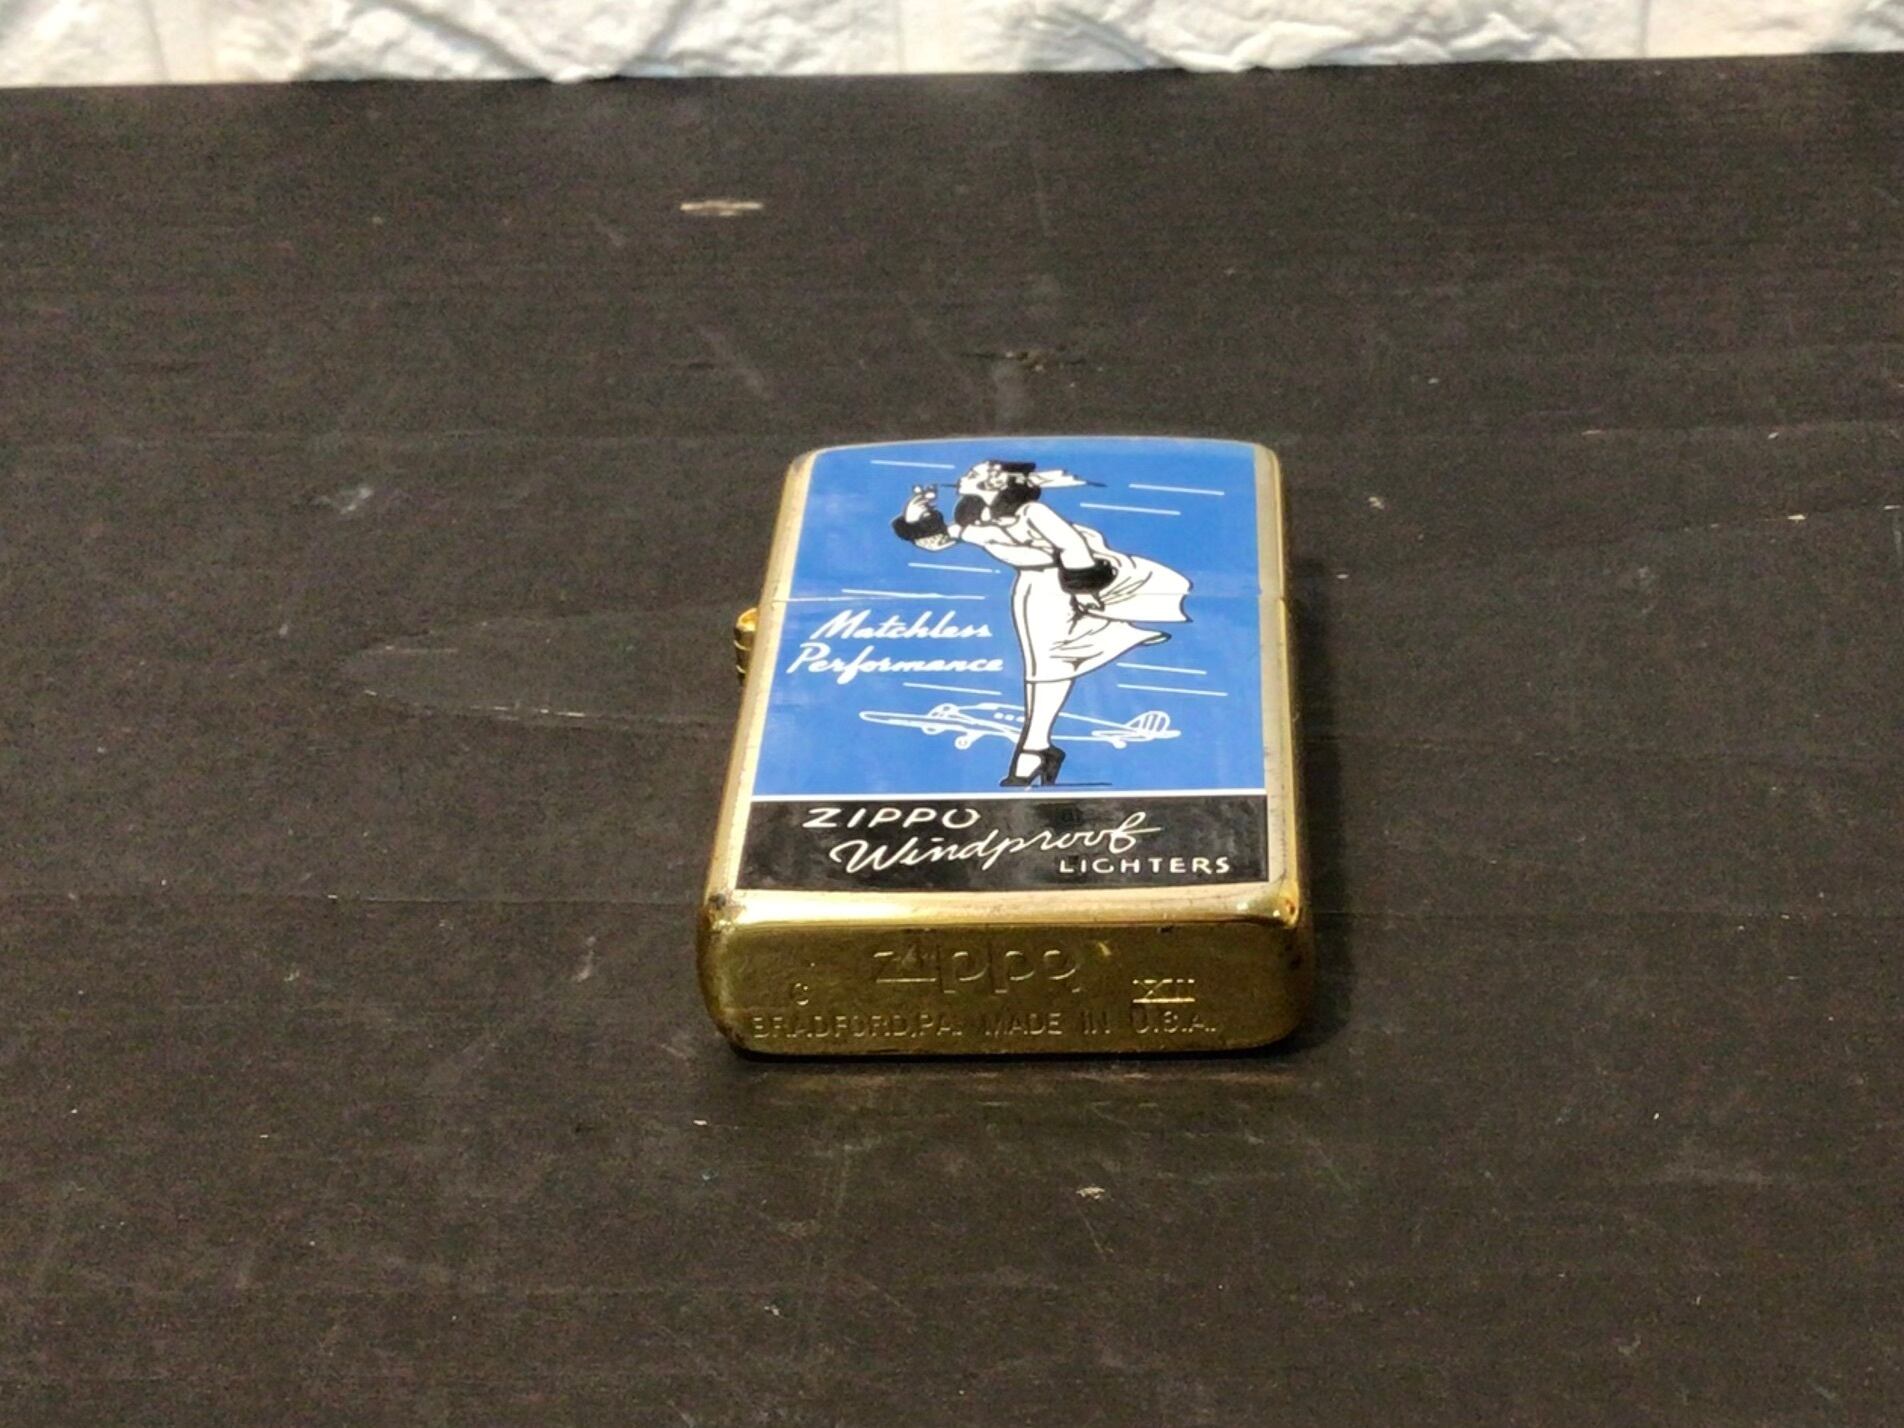 Matchless
Performance
ZIPPO
Windproof
LIGHTERS
Zippo
C XII
BRADFORD,PA. MADE IN U.S.A.